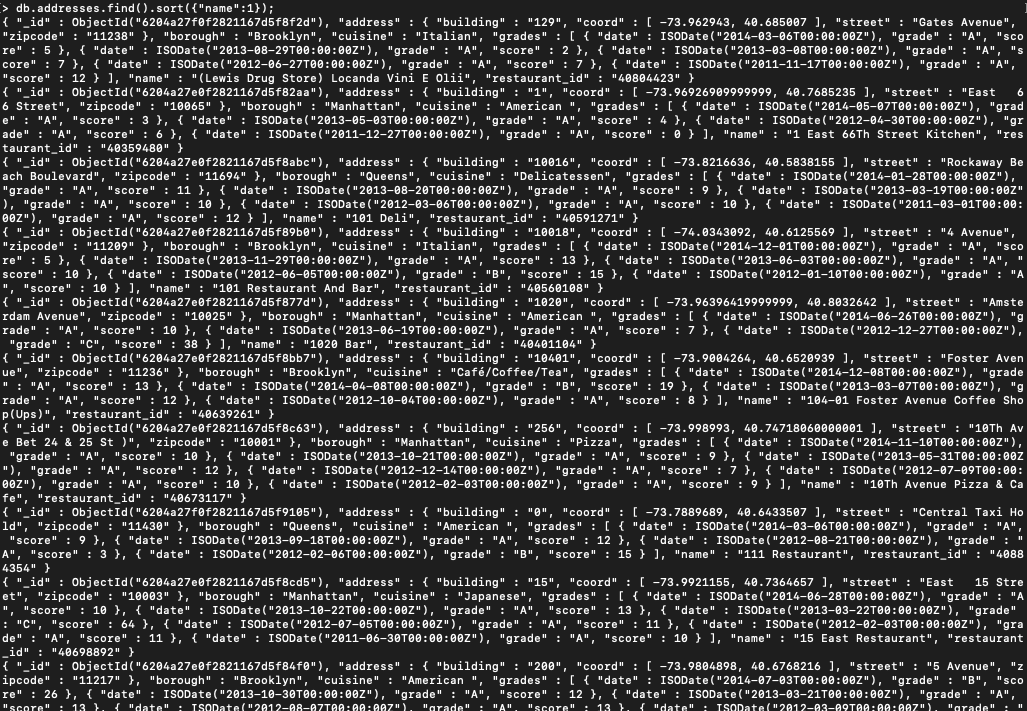 > db.addresses.find().sort({"name":1});
{ "_id" : ObjectId("6204a27e0f2821167d5f8f2d"), "address" : { "building" : "129", "coord" : [ -73.962943, 40.685007 ], "street" : "Gates Avenue",
"zipcode" : "11238" }, "borough" : "Brooklyn", "cuisine" : "Italian", "grades" : [ { "date" : ISODate("2014-03-06T00:00:00Z"), "grade" : "A", "sco
re" : 5 }, { "date" : ISODate("2013-08-29T00:00:00Z"), "grade" : "A", "score" : 2 }, { "date" : ISODate("2013-03-08T00:00:00Z"), "grade" : "A", "s
core" : 7 }, { "date" : ISODate("2012-06-27T00:00:00Z"), "grade" : "A", "score" : 7 }, { "date" : ISODate("2011-11-17T00:00:00Z"), "grade" : "A",
"score" : 12 } ], "name" : "(Lewis Drug Store) Locanda Vini E Olii", "restaurant_id" : "40804423" }
{ "_id" : ObjectId("6204a27e0f2821167d5f82aa"), "address" : { "building" : "1", "coord" : [ -73.96926909999999, 40.7685235 ], "street" : "East   6
6 Street", "zipcode" : "10065" }, "borough" : "Manhattan", "cuisine" : "American ", "grades" : [ { "date" : ISODate("2014-05-07T00:00:00Z"), "grad
e" : "A", "score" : 3 }, { "date" : ISODate("2013-05-03T00:00:00Z"), "grade" : "A", "score" : 4 }, { "date" : ISODate("2012-04-30T00:00:00Z"), "gr
ade" : "A", "score" : 6 }, { "date" : ISODate("2011-12-27T00:00:00Z"), "grade" : "A", "score" : 0 } ], "name" : "1 East 66Th Street Kitchen", "res
taurant_id" : "40359480" }
{ "_id" : ObjectId("6204a27e0f2821167d5f8abc"), "address" : { "building" : "10016", "coord" : [ -73.8216636, 40.5838155 ], "street" : "Rockaway Be
ach Boulevard", "zipcode" : "11694" }, "borough" : "Queens", "cuisine" : "Delicatessen", "grades" : [ { "date" : ISODate("2014-01-28T00:00:00Z"),
"grade" : "A", "score" : 11 }, { "date" : ISODate("2013-08-20T00:00:00Z"), "grade" : "A", "score" : 9 }, { "date" : ISODate("2013-03-19T00:00:00Z"
), "grade" : "A", "score" : 10 }, { "date" : ISODate("2012-03-06T00:00:00Z"), "grade" : "A", "score" : 10 }, { "date" : ISODate("2011-03-01T00:00:
00Z"), "grade" : "A", "score" : 12 } ], "name" : "101 Deli", "restaurant_id" : "40591271" }
{ "_id" : ObjectId("6204a27e0f2821167d5f89b0"), "address" : { "building" : "10018", "coord" : [ -74.0343092, 40.6125569 ], "street" : "4 Avenue",
"zipcode" : "11209" }, "borough" : "Brooklyn", "cuisine" : "Italian", "grades" : [ { "date" : ISODate("2014-12-01T00:00:00Z"), "grade" : "A", "sco
re" : 5 }, { "date" : ISODate("2013-11-29T00:00:00Z"), "grade" : "A", "score" : 13 }, { "date" : ISODate("2013-06-03T00:00:00Z"), "grade" : "A", "
score" : 10 }, { "date" : ISODate("2012-06-05T00:00:00Z"), "grade" : "B", "score" : 15 }, { "date" : ISODate("2012-01-10T00:00:00Z"), "grade" : "A
", "score" : 10 } ], "name" : "101 Restaurant And Bar", "restaurant_id" : "40560108" }
{ "_id" : ObjectId("6204a27e0f2821167d5f877d"), "address" : { "building" : "1020", "coord" : [ -73.96396419999999, 40.8032642 ], "street" : "Amste
rdam Avenue", "zipcode" : "10025" }, "borough" : "Manhattan", "cuisine" : "American ", "grades" : [ { "date" : ISODate("2014-06-26T00:00:00Z"), "g
rade" : "A", "score" : 10 }, { "date" : ISODate("2013-06-19T00:00:00Z"), "grade" : "A", "score" : 7 }, { "date" : ISODate("2012-12-27T00:00:00Z"),
"grade" : "C", "score" : 38 } ], "name" : "1020 Bar", "restaurant_id" : "40401104" }
{ "_id" : ObjectId("6204a27e0f2821167d5f8bb7"), "address" : { "building" : "10401", "coord" : [ -73.9004264, 40.6520939 ], "street" : "Foster Aven
ue", "zipcode" : "11236" }, "borough" : "Brooklyn", "cuisine" : "Café/Coffee/Tea", "grades" : [ { "date" : ISODate("2014-12-08T00:00:00Z"), "grade
" : "A", "score" : 13 }, { "date" : ISODate("2014-04-08T00:00:00Z"), "grade" : "B", "score" : 19 }, { "date" : ISODate("2013-03-07T00:00:00Z"), "g
rade" : "A", "score" : 12 }, { "date" : ISODate("2012-10-04T00:00:00Z"), "grade" : "A", "score" : 8 } ], "name" : "104-01 Foster Avenue Coffee Sho
p(Ups)", "restaurant_id" : "40639261" }
{ "_id" : ObjectId("6204a27e0f2821167d5f8c63"), "address" : { "building" : "256", "coord" : [ -73.998993, 40.74718060000001 ], "street" : "10Th Av
e Bet 24 & 25 St )", "zipcode" : "10001" }, "borough" : "Manhattan", "cuisine" : "Pizza", "grades" : [ { "date" : ISODate("2014-11-10T00:00:00Z"),
"grade" : "A", "score" : 10 }, { "date" : ISODate("2013-10-21T00:00:00Z"), "grade" : "A", "score" : 9 }, { "date" : ISODate("2013-05-31T00:00:00Z
"), "grade" : "A", "score" : 12 }, { "date" : ISODate("2012-12-14T00:00:00Z"), "grade" : "A", "score" : 7 }, { "date" : ISODate("2012-07-09T00:00:
00Z"), "grade" : "A", "score" : 10 }, { "date" : ISODate("2012-02-03T00:00:00Z"), "grade" : "A", "score" : 9 } ], "name" : "10Th Avenue Pizza & Ca
fe", "restaurant_id" : "40673117" }
{ "_id" : ObjectId("6204a27e0f2821167d5f9105"), "address" : { "building" : "0", "coord" : [ -73.7889689, 40.6433507 ], "street" : "Central Taxi Ho
ld", "zipcode" : "11430" }, "borough" : "Queens", "cuisine" : "American ", "grades" : [ { "date" : ISODate("2014-03-06T00:00:00Z"), "grade" : "A",
"score" : 9 }, { "date" : ISODate("2013-09-18T00:00:00Z"), "grade" : "A", "score" : 12 }, { "date" : ISODate("2012-08-21T00:00:00Z"), "grade" : "
A", "score" : 3 }, { "date" : ISODate("2012-02-06T00:00:00Z"), "grade" : "B", "score" : 15 } ], "name" : "111 Restaurant", "restaurant_id" : "4088
4354" }
{ "_id" : ObjectId("6204a27e0f2821167d5f8cd5"), "address" : { "building" : "15", "coord" : [ -73.9921155, 40.7364657 ], "street" : "East   15 Stre
et", "zipcode" : "10003" }, "borough" : "Manhattan", "cuisine" : "Japanese", "grades" : [ { "date" : ISODate("2014-06-28T00:00:00Z"), "grade" : "A
", "score" : 10 }, { "date" : ISODate("2013-10-22T00:00:00Z"), "grade" : "A", "score" : 13 }, { "date" : ISODate("2013-03-22T00:00:00Z"), "grade"
: "C", "score" : 64 }, { "date" : ISODate("2012-07-05T00:00:00Z"), "grade" : "A", "score" : 11 }, { "date" : ISODate("2012-02-03T00:00:00Z"), "gra
de" : "A", "score" : 11 }, { "date" : ISODate("2011-06-30T00:00:00Z"), "grade" : "A", "score" : 10 } ], "name" : "15 East Restaurant", "restaurant
_id" : "40698892" }
{ "_id" : ObjectId("6204a27e0f2821167d5f84f0"), "address" : { "building" : "200", "coord" : [ -73.9804898, 40.6768216 ], "street" : "5 Avenue", "z
ipcode" : "11217" }, "borough" : "Brooklyn", "cuisine" : "American ", "grades" : [ { "date" : ISODate("2014-07-03T00:00:00Z"), "grade" : "B", "sco
re" : 26 }, { "date" : ISODate("2013-10-30T00:00:00Z"), "grade" : "A", "score" : 12 }, { "date" : ISODate("2013-03-21T00:00:00Z"), "grade" : "A",
"score" : 13 }, { "date" : ISODate("2012-08-07T00:00:00Z"), "grade" : "A", "score" : 13 }, { "date" : ISODate("2012-03-09T00:00:00Z"), "grade" : "